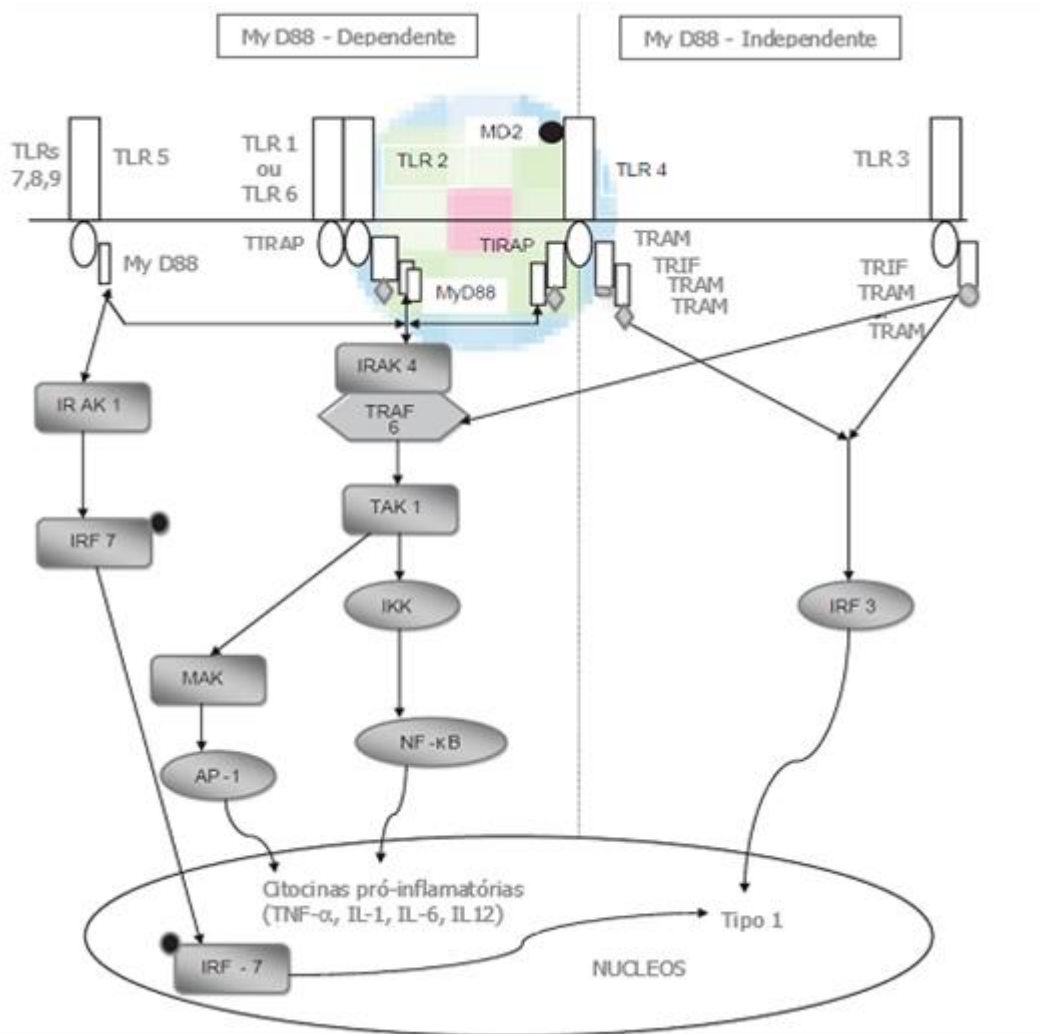 My D88 - Dependente
My D88 - Independente
TLRs
7,8,9
TLR 5
TLR 1
ou
TLR 6
TLR 2
MD-2
TLR 4
TLR 3
My D88
TIRAP
MyD88
TIRAP
TRAM
TRIF
TRAM
TRAM
TRIF
TRAM
TRAM
IRAK 4
IR AK 1
TRAF
6
TAK 1
IRF 7
IKK
IRF 3
MAK
NF -κB
AP -1
Citocinas pró-inflamatórias
(TNF-α, IL-1, IL-6, IL12)
Tipo 1
IRF - 7
NUCLEOS